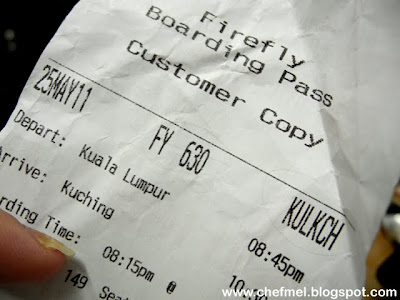 Firefly
Boarding Pass
Customer Copy
25MAY11 FY 630 KULKCH
Depart: Kuala Lumpur 08:45pm
Arrive: Kuching
Time: 08:15pm @
149
www.chefmel.blogspot.com